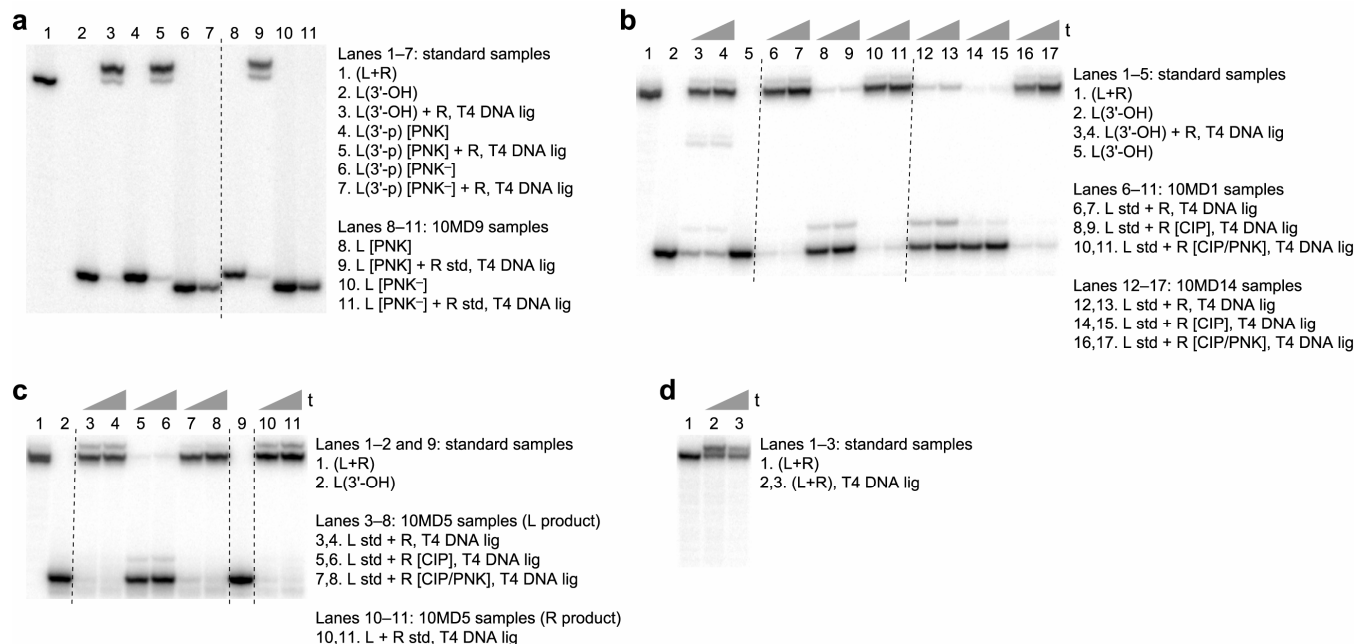 a
1 2 3 4 5 6 7 8 9 10 11
Lanes 1–7: standard samples
1. (L+R)
2. L(3'-OH)
3. L(3'-OH) + R, T4 DNA lig
4. L(3'-p) [PNK]
5. L(3'-p) [PNK] + R, T4 DNA lig
6. L(3'-p) [PNK–]
7. L(3'-p) [PNK–] + R, T4 DNA lig
Lanes 8–11: 10MD9 samples
8. L [PNK]
9. L [PNK] + R std, T4 DNA lig
10. L [PNK–]
11. L [PNK–] + R std, T4 DNA lig
b
t
1 2 3 4 5 6 7 8 9 10 11 12 13 14 15 16 17
Lanes 1–5: standard samples
1. (L+R)
2. L(3'-OH)
3,4. L(3'-OH) + R, T4 DNA lig
5. L(3'-OH)
Lanes 6–11: 10MD1 samples
6,7. L std + R, T4 DNA lig
8,9. L std + R [CIP], T4 DNA lig
10,11. L std + R [CIP/PNK], T4 DNA lig
Lanes 12–17: 10MD14 samples
12,13. L std + R, T4 DNA lig
14,15. L std + R [CIP], T4 DNA lig
16,17. L std + R [CIP/PNK], T4 DNA lig
c
t
1 2 3 4 5 6 7 8 9 10 11
Lanes 1–2 and 9: standard samples
1. (L+R)
2. L(3'-OH)
Lanes 3–8: 10MD5 samples (L product)
3,4. L std + R, T4 DNA lig
5,6. L std + R [CIP], T4 DNA lig
7,8. L std + R [CIP/PNK], T4 DNA lig
Lanes 10–11: 10MD5 samples (R product)
10,11. L + R std, T4 DNA lig
d
t
1 2 3
Lanes 1–3: standard samples
1. (L+R)
2,3. (L+R), T4 DNA lig